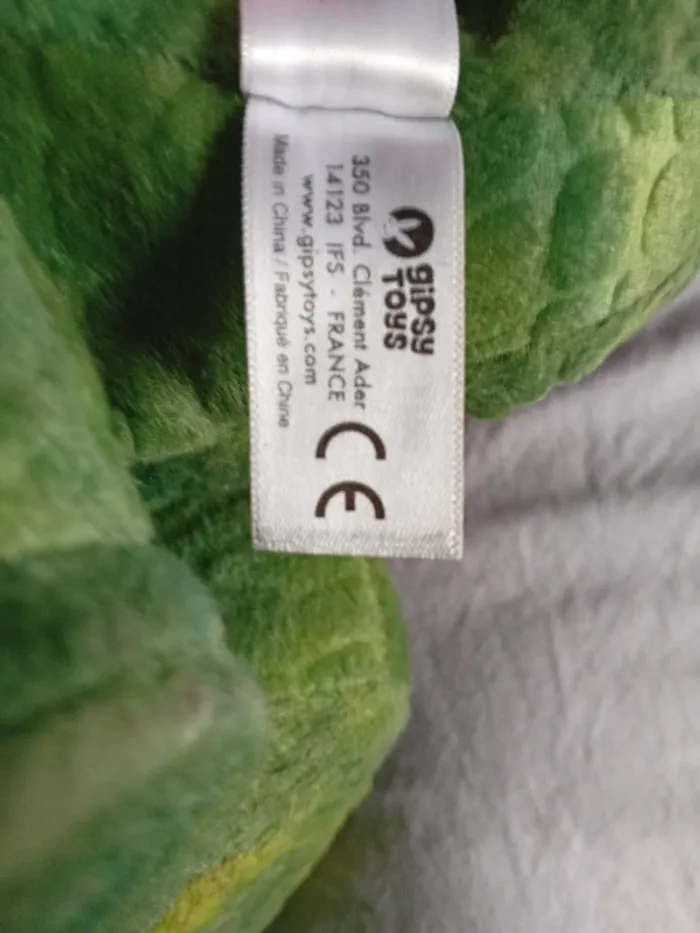 gipsy
TOYS
350 Blvd. Clément Ader
14123 IFS - FRANCE
www.gipsytoys.com
Made in China / Fabriqué en Chine
CE